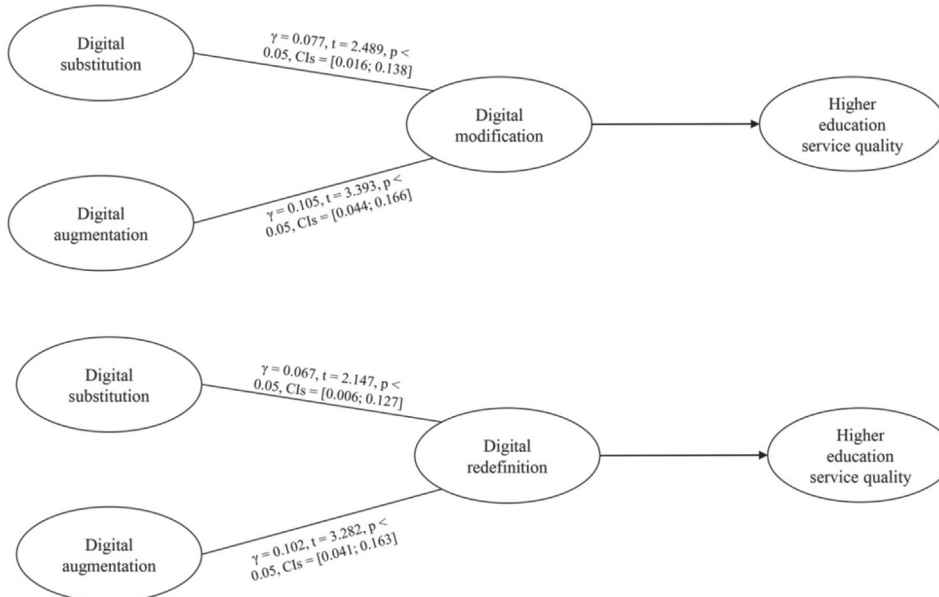 Digital
substitution
γ = 0.077, t = 2.489, p <
0.05, CIs = [0.016; 0.138]
Digital
modification
Higher
education
service quality
Digital
augmentation
γ = 0.105, t = 3.393, p <
0.05, CIs = [0.044; 0.166]
Digital
substitution
γ = 0.067, t = 2.147, p <
0.05, CIs = [0.006; 0.127]
Digital
redefinition
Higher
education
service quality
Digital
augmentation
γ = 0.102, t = 3.282, p <
0.05, CIs = [0.041; 0.163]